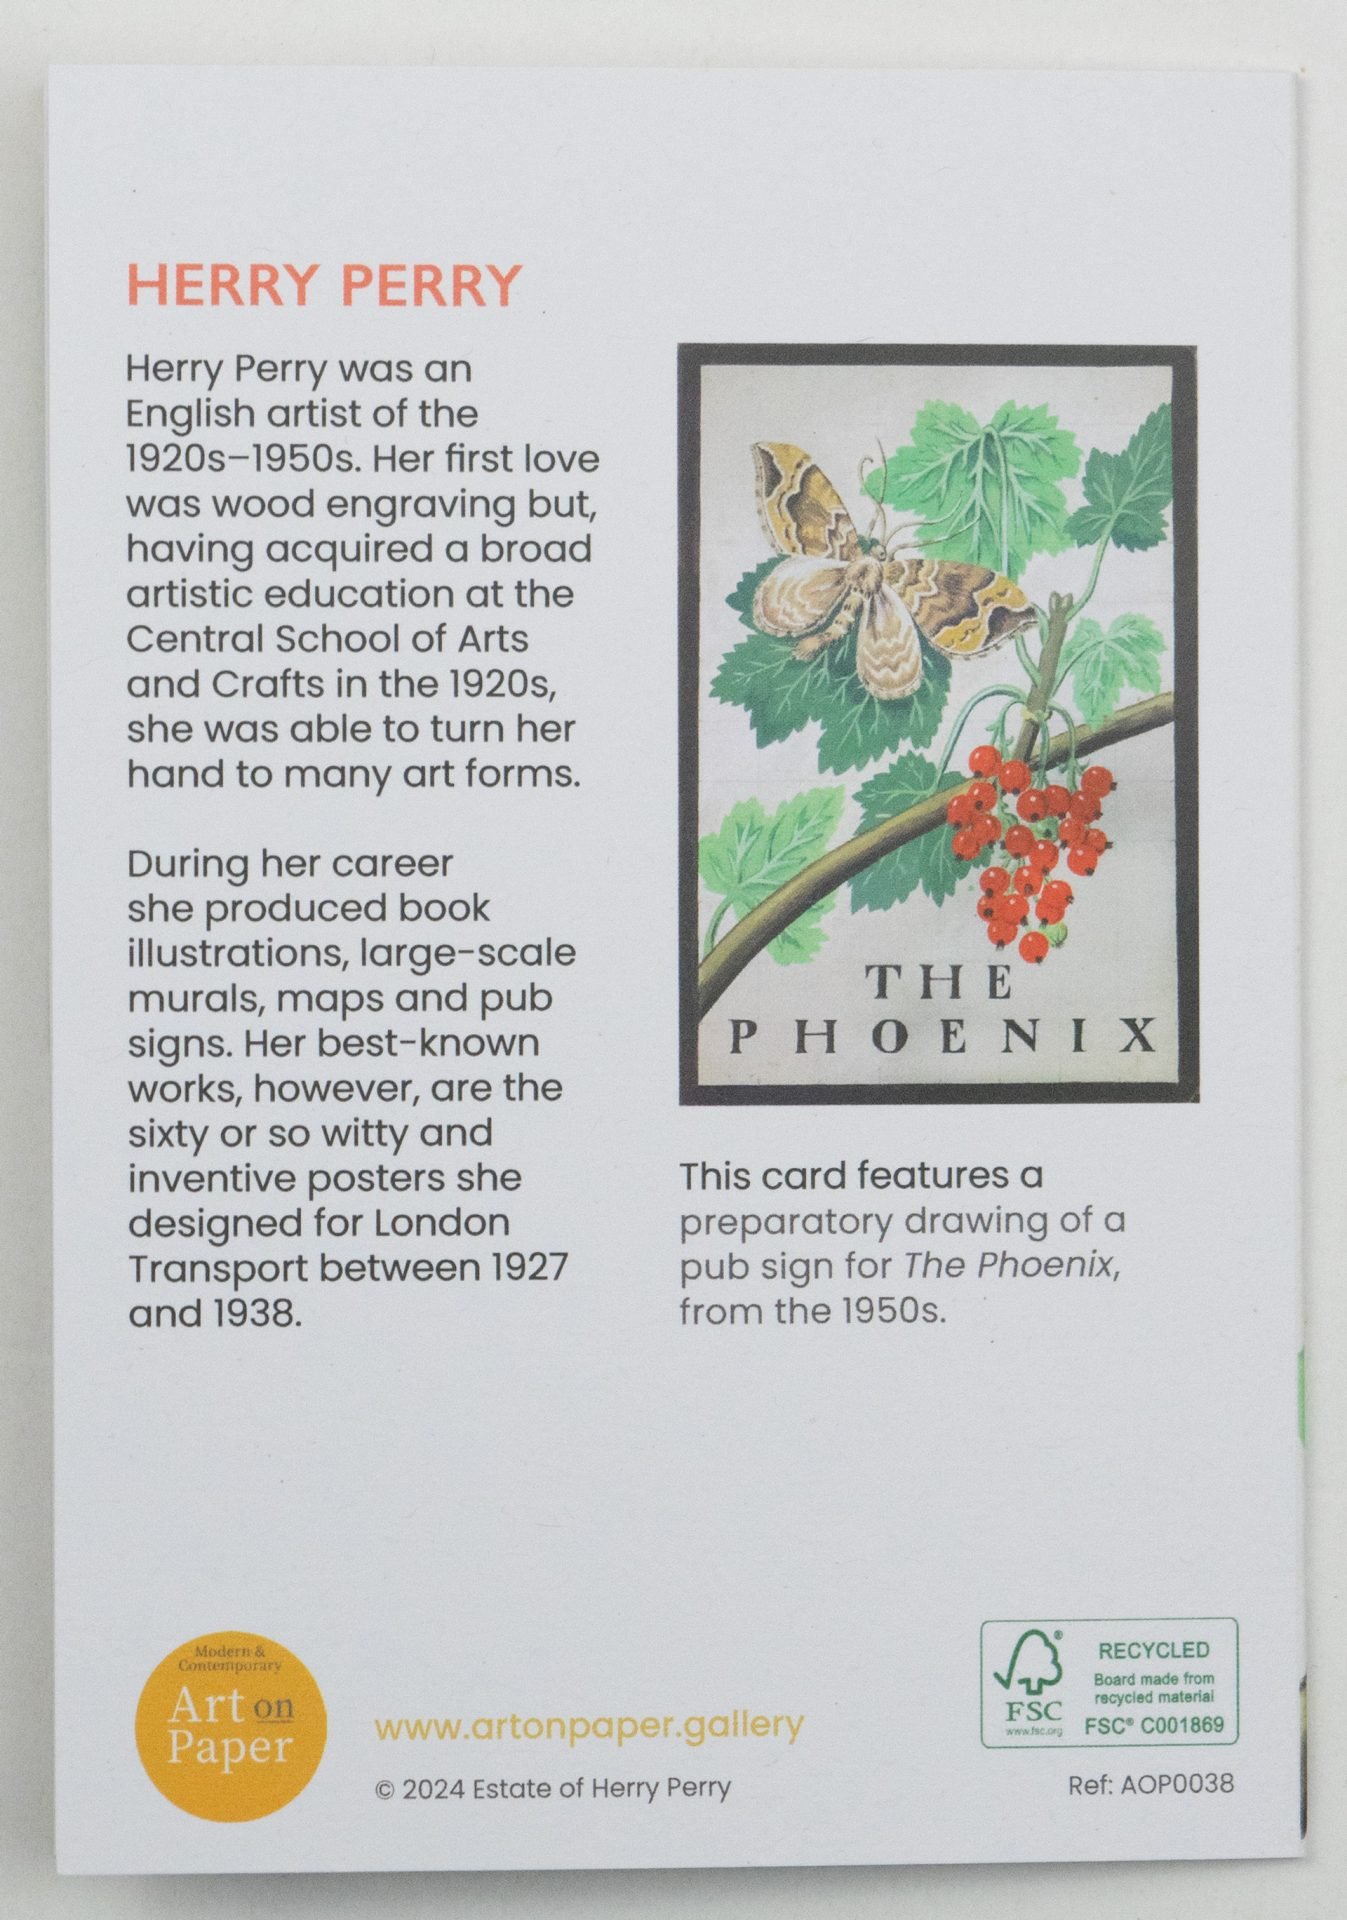 HERRY PERRY
Herry Perry was an
English artist of the
1920s–1950s. Her first love
was wood engraving but,
having acquired a broad
artistic education at the
Central School of Arts
and Crafts in the 1920s,
she was able to turn her
hand to many art forms.
During her career
she produced book
illustrations, large-scale
murals, maps and pub
signs. Her best-known
works, however, are the
sixty or so witty and
inventive posters she
designed for London
Transport between 1927
and 1938.
THE
PHOENIX
This card features a
preparatory drawing of a
pub sign for The Phoenix,
from the 1950s.
Modern &
Contemporary
Art on
Paper
www.artonpaper.gallery
© 2024 Estate of Herry Perry
®
FSC
www.fsc.org
RECYCLED
Board made from
recycled material
FSC® C001869
Ref: AOP0038